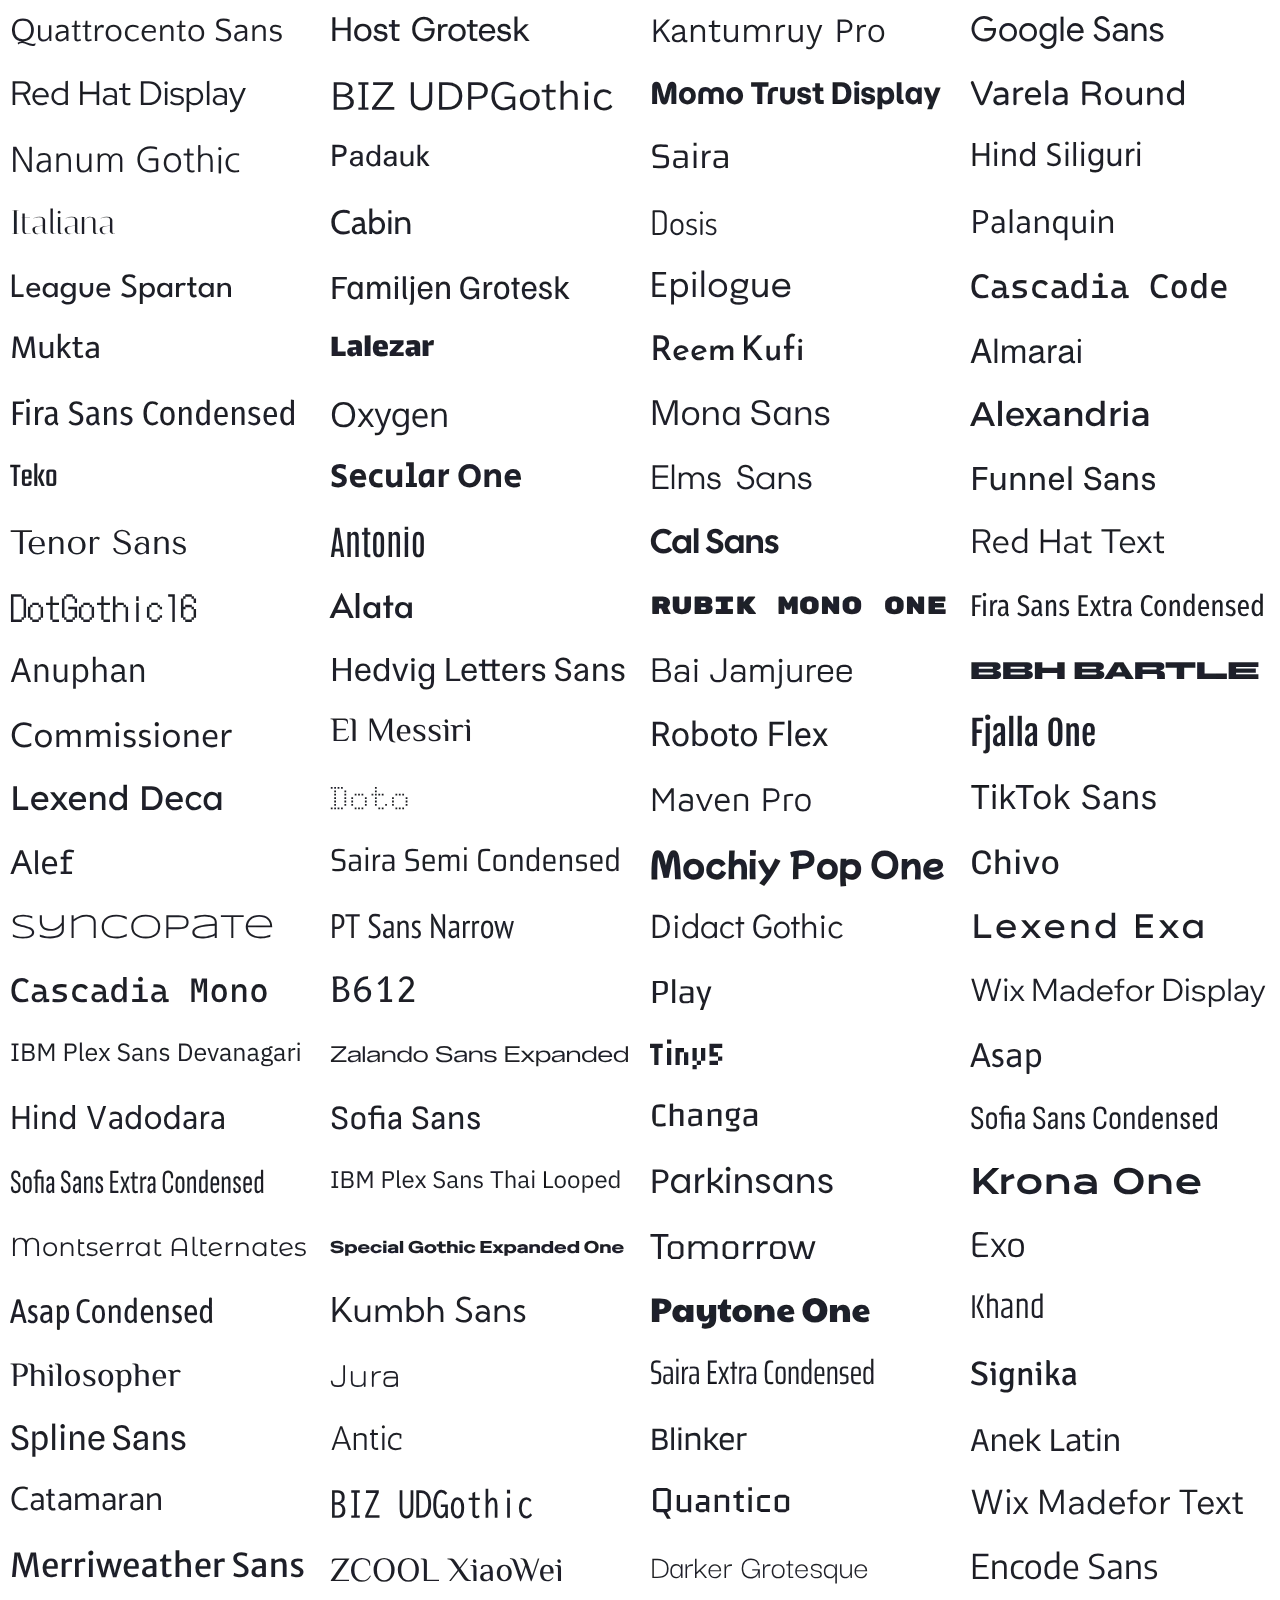 Quattrocento Sans Host Grotesk Kantumruy Pro Google Sans
Red Hat Display BIZ UDPGothic Momo Trust Display Varela Round
Nanum Gothic Padauk Saira Hind Siliguri
Italiana Cabin Dosis Palanquin
League Spartan Familjen Grotesk Epilogue Cascadia Code
Mukta Lalezar Reem Kufi Almarai
Fira Sans Condensed Oxygen Mona Sans Alexandria
Teko Secular One Elms Sans Funnel Sans
Tenor Sans Antonio Cal Sans Red Hat Text
DotGothic16 Alata RUBIK MONO ONE Fira Sans Extra Condensed
Anuphan Hedvig Letters Sans Bai Jamjuree BBH BARTLE
Commissioner El Messiri Roboto Flex Fjalla One
Lexend Deca Doto Maven Pro TikTok Sans
Alef Saira Semi Condensed Mochiy Pop One Chivo
Syncopate PT Sans Narrow Didact Gothic Lexend Exa
Cascadia Mono B612 Play Wix Madefor Display
IBM Plex Sans Devanagari Zalando Sans Expanded Tiny5 Asap
Hind Vadodara Sofia Sans Changa Sofia Sans Condensed
Sofia Sans Extra Condensed IBM Plex Sans Thai Looped Parkinsans Krona One
Montserrat Alternates Special Gothic Expanded One Tomorrow Exo
Asap Condensed Kumbh Sans Paytone One Khand
Philosopher Jura Saira Extra Condensed Signika
Spline Sans Antic Blinker Anek Latin
Catamaran BIZ UDGothic Quantico Wix Madefor Text
Merriweather Sans ZCOOL XiaoWei Darker Grotesque Encode Sans